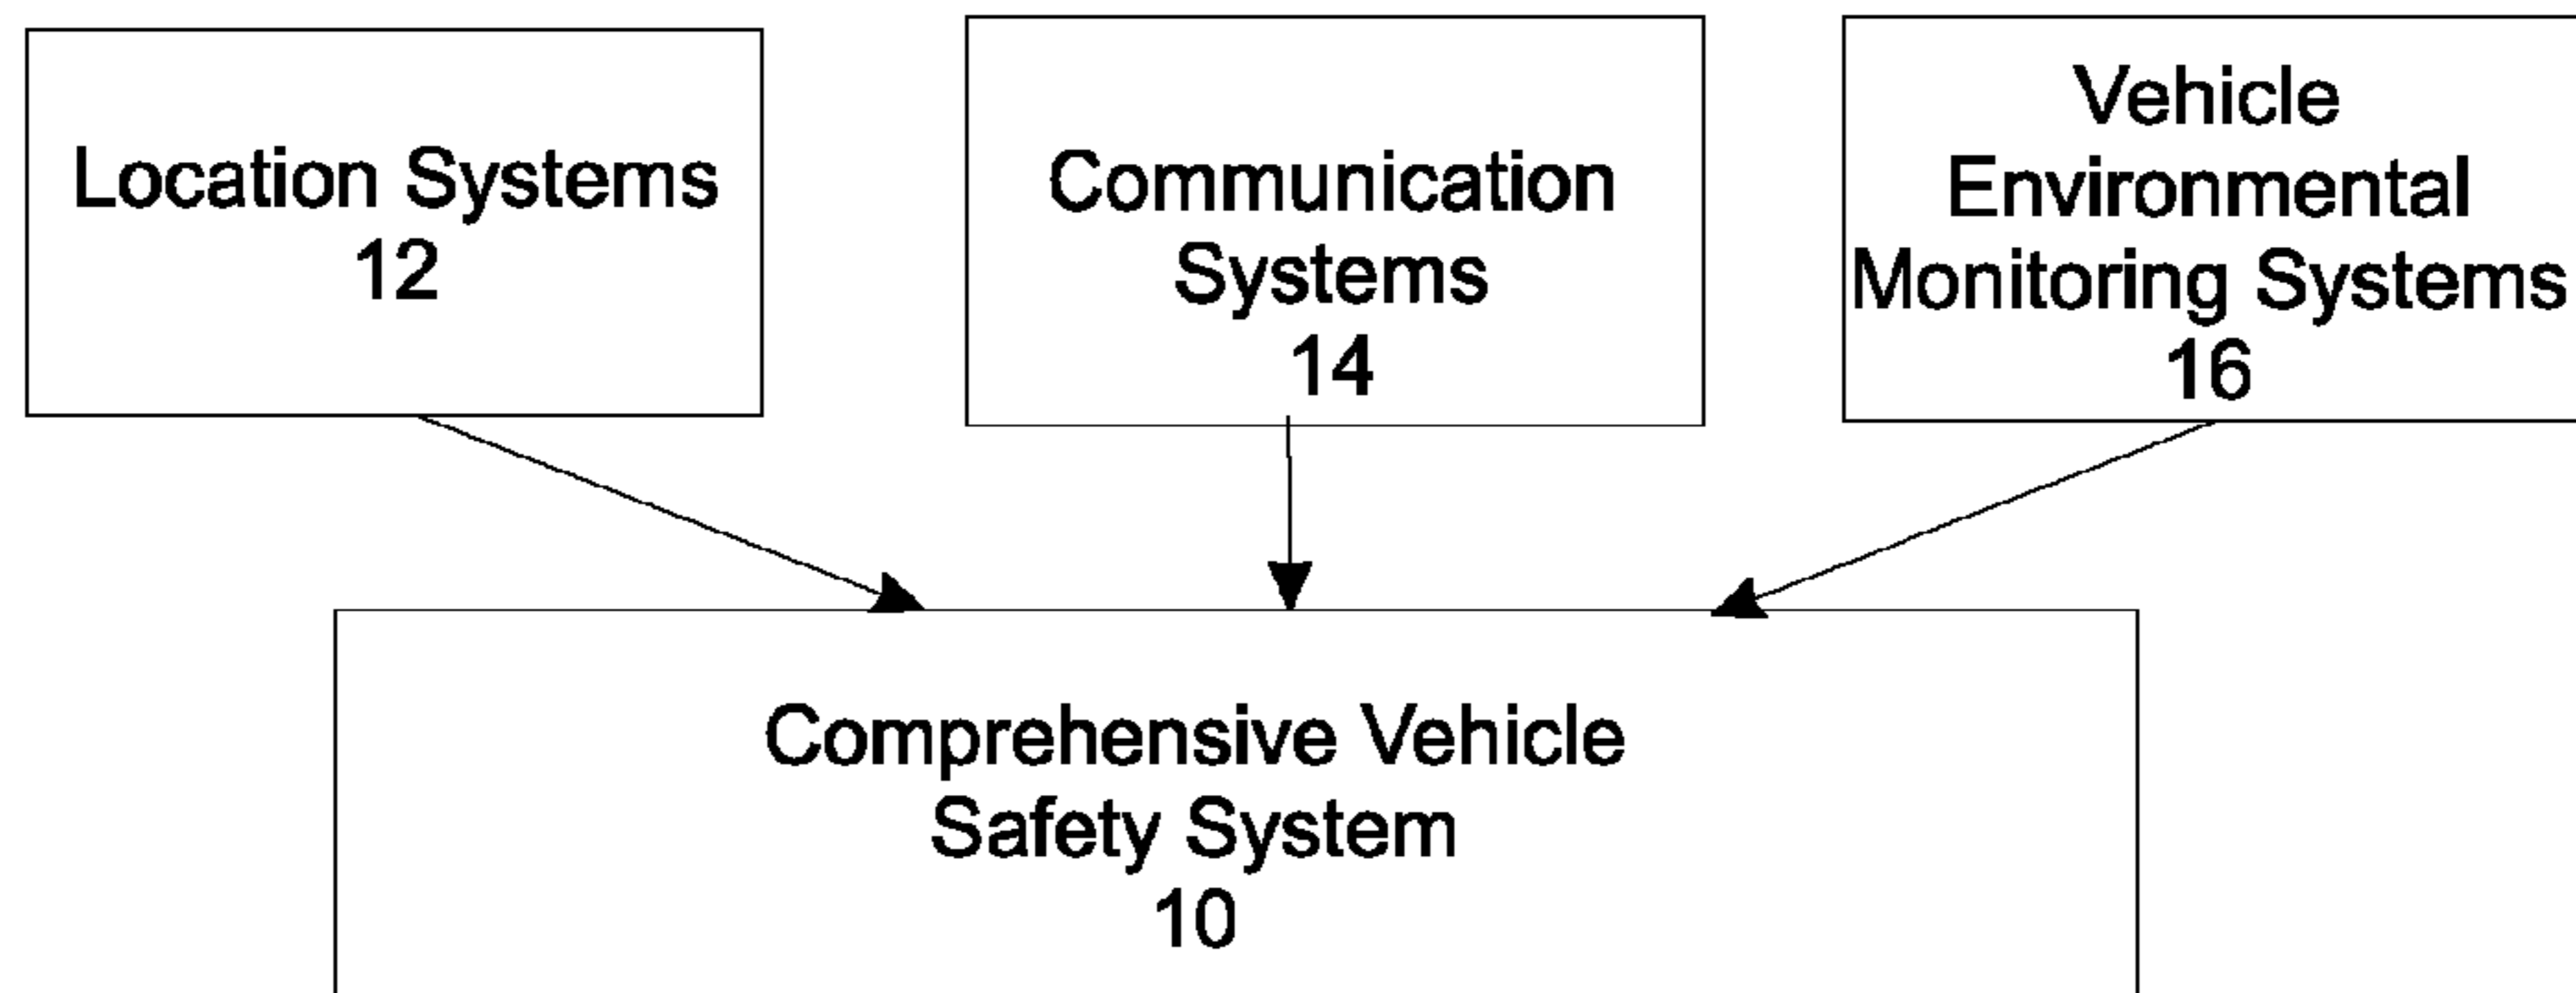 Location Systems
12
Communication
Systems
14
Vehicle
Environmental
Monitoring Systems
16
Comprehensive Vehicle
Safety System
10